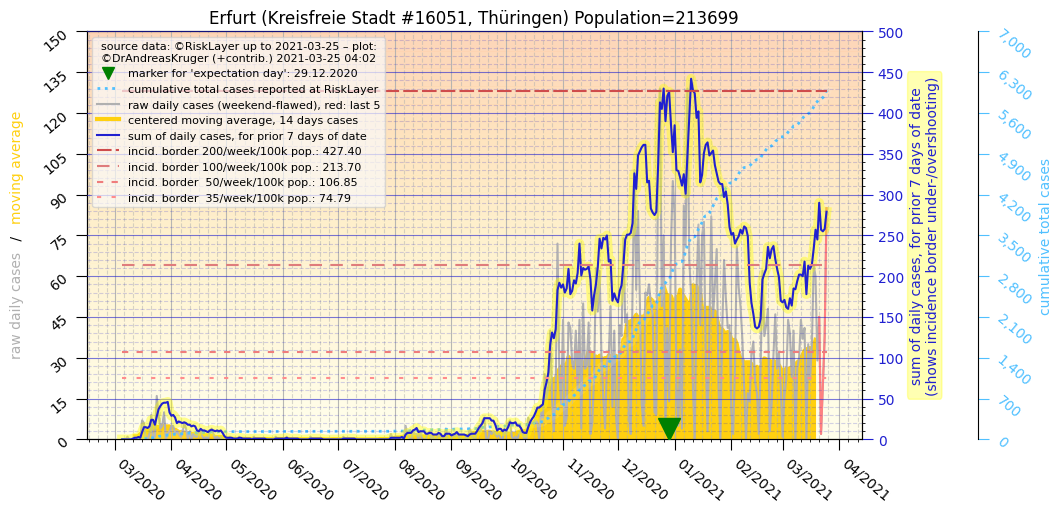 Erfurt (Kreisfreie Stadt #16051, Thüringen) Population=213699
source data: ©RiskLayer up to 2021-03-25 – plot:
©DrAndreasKruger (+contrib.) 2021-03-25 04:02
marker for 'expectation day': 29.12.2020
cumulative total cases reported at RiskLayer
raw daily cases (weekend-flawed), red: last 5
centered moving average, 14 days cases
sum of daily cases, for prior 7 days of date
incid. border 200/week/100k pop.: 427.40
incid. border 100/week/100k pop.: 213.70
incid. border  50/week/100k pop.: 106.85
incid. border  35/week/100k pop.: 74.79
raw daily cases / moving average
150
135
120
105
90
75
60
45
30
15
0
03/2020
04/2020
05/2020
06/2020
07/2020
08/2020
09/2020
10/2020
11/2020
12/2020
01/2021
02/2021
03/2021
04/2021
500
450
400
350
300
250
200
150
100
50
0
sum of daily cases, for prior 7 days of date
(shows incidence border under-/overshooting)
7,000
6,300
5,600
4,900
4,200
3,500
2,800
2,100
1,400
700
0
cumulative total cases